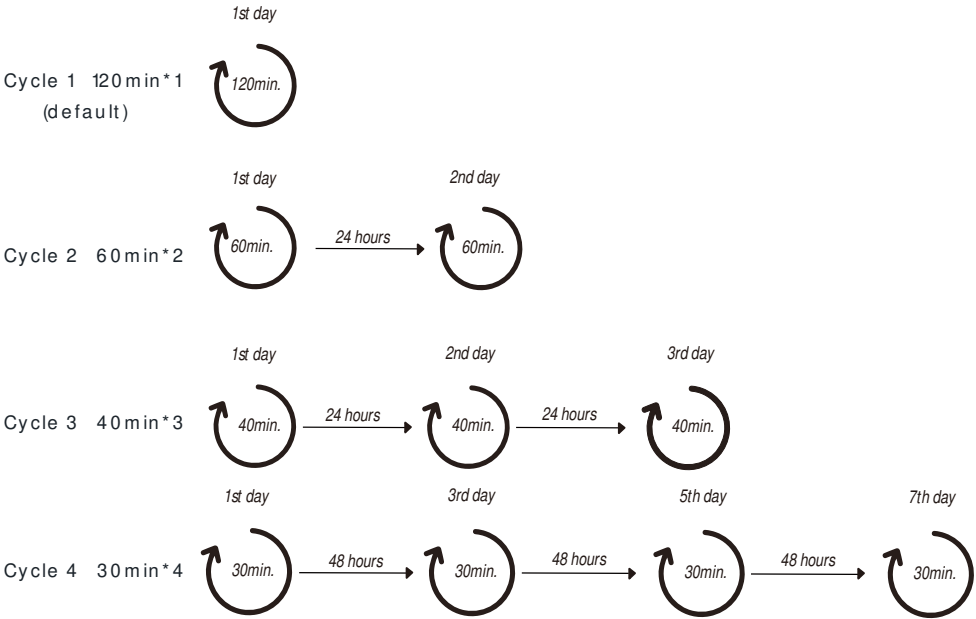 1st day
Cycle 1 120min*1
(default)
120min.
1st day
2nd day
Cycle 2 60min*2
60min.
24 hours
60min.
1st day
2nd day
3rd day
Cycle 3 40min*3
40min.
24 hours
40min.
24 hours
40min.
1st day
3rd day
5th day
7th day
Cycle 4 30min*4
30min.
48 hours
30min.
48 hours
30min.
48 hours
30min.